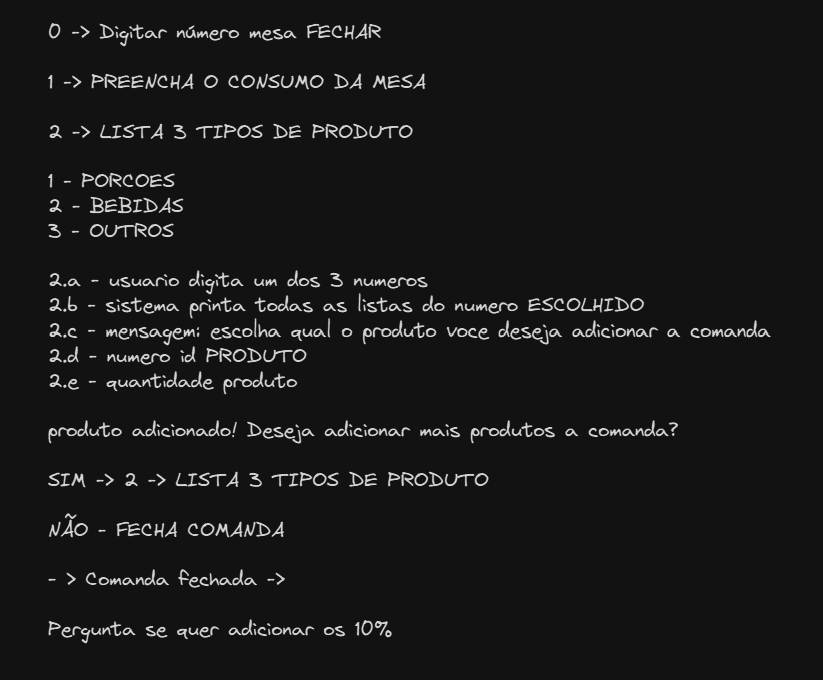 0 -> Digitar número mesa FECHAR
1 -> PREENCHA O CONSUMO DA MESA
2 -> LISTA 3 TIPOS DE PRODUTO
1 - PORCOES
2 - BEBIDAS
3 - OUTROS
2.a - usuario digita um dos 3 numeros
2.b - sistema printa todas as listas do numero ESCOLHIDO
2.c - mensagem; escolha qual o produto voce deseja adicionar a comanda
2.d - numero id PRODUTO
2.e - quantidade produto
produto adicionado! Deseja adicionar mais produtos a comanda?
SIM -> 2 -> LISTA 3 TIPOS DE PRODUTO
NÃO - FECHA COMANDA
- > Comanda fechada ->
Pergunta se quer adicionar os 10%